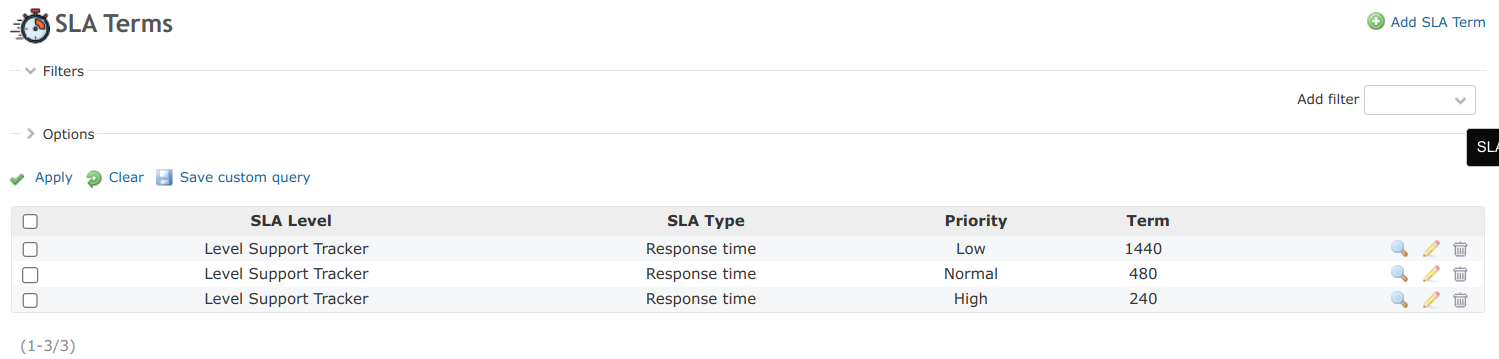 SLA Terms
Add SLA Term
Filters
Add filter
Options
SLA
Apply Clear Save custom query
SLA Level SLA Type Priority Term
Level Support Tracker Response time Low 1440
Level Support Tracker Response time Normal 480
Level Support Tracker Response time High 240
(1-3/3)